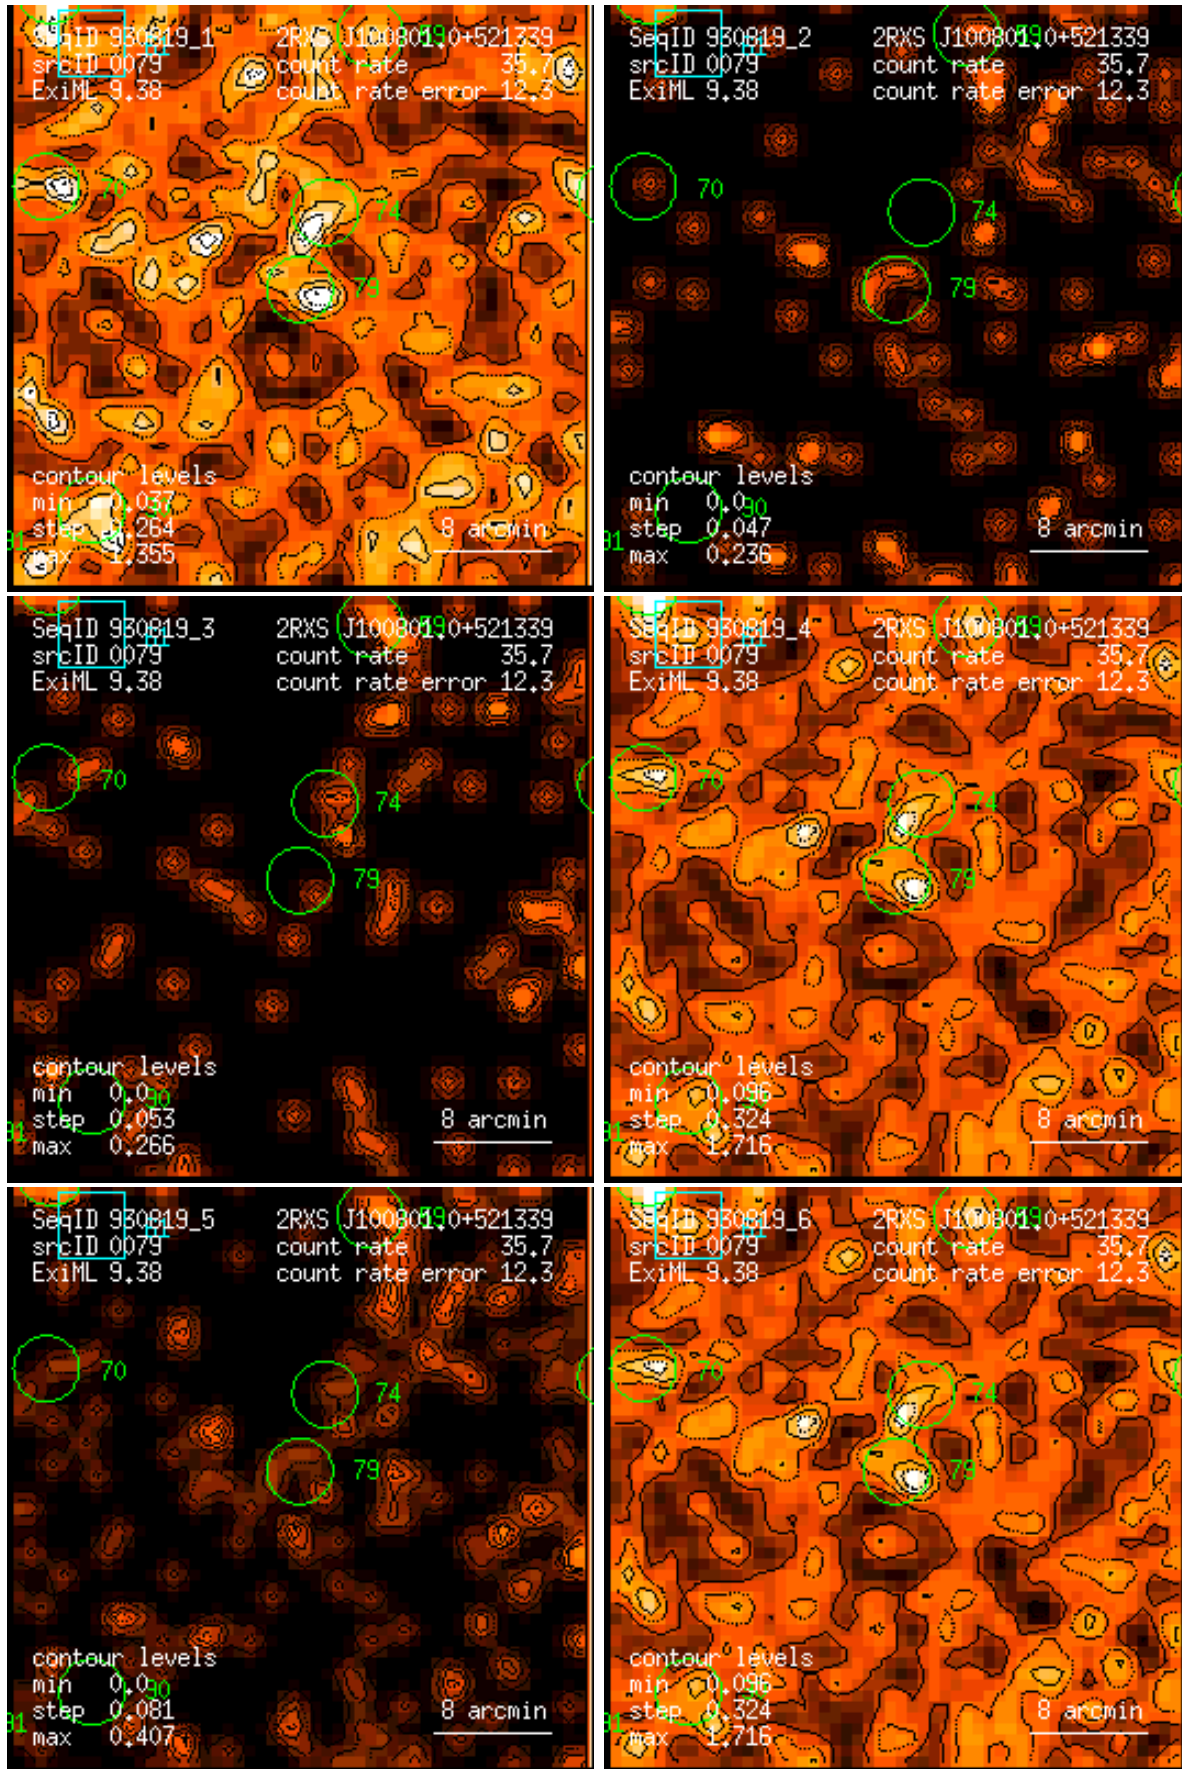 SeqID 930819_1 2RXS J100801.0+521339
srcID 0079 count rate 35.7
ExiML 9.38 count rate error 12.3
70
74
79
contour levels
min 0.037
step 0.264
max 1.355
8 arcmin
SeqID 930819_2 2RXS J100801.0+521339
srcID 0079 count rate 35.7
ExiML 9.38 count rate error 12.3
70
74
79
contour levels
min 0.0
90
step 0.047
max 0.236
91
8 arcmin
SeqID 930819_3 2RXS J100801.0+521339
srcID 0079 count rate 35.7
ExiML 9.38 count rate error 12.3
70
74
79
contour levels
min 0.0
90
step 0.053
max 0.266
91
8 arcmin
SeqID 930819_4 2RXS J100801.0+521339
srcID 0079 count rate 35.7
ExiML 9.38 count rate error 12.3
70
74
79
contour levels
min 0.096
step 0.324
max 1.716
8 arcmin
SeqID 930819_5 2RXS J100801.0+521339
srcID 0079 count rate 35.7
ExiML 9.38 count rate error 12.3
70
74
79
contour levels
min 0.0
90
step 0.081
max 0.407
91
8 arcmin
SeqID 930819_6 2RXS J100801.0+521339
srcID 0079 count rate 35.7
ExiML 9.38 count rate error 12.3
70
74
79
contour levels
min 0.096
step 0.324
max 1.716
8 arcmin